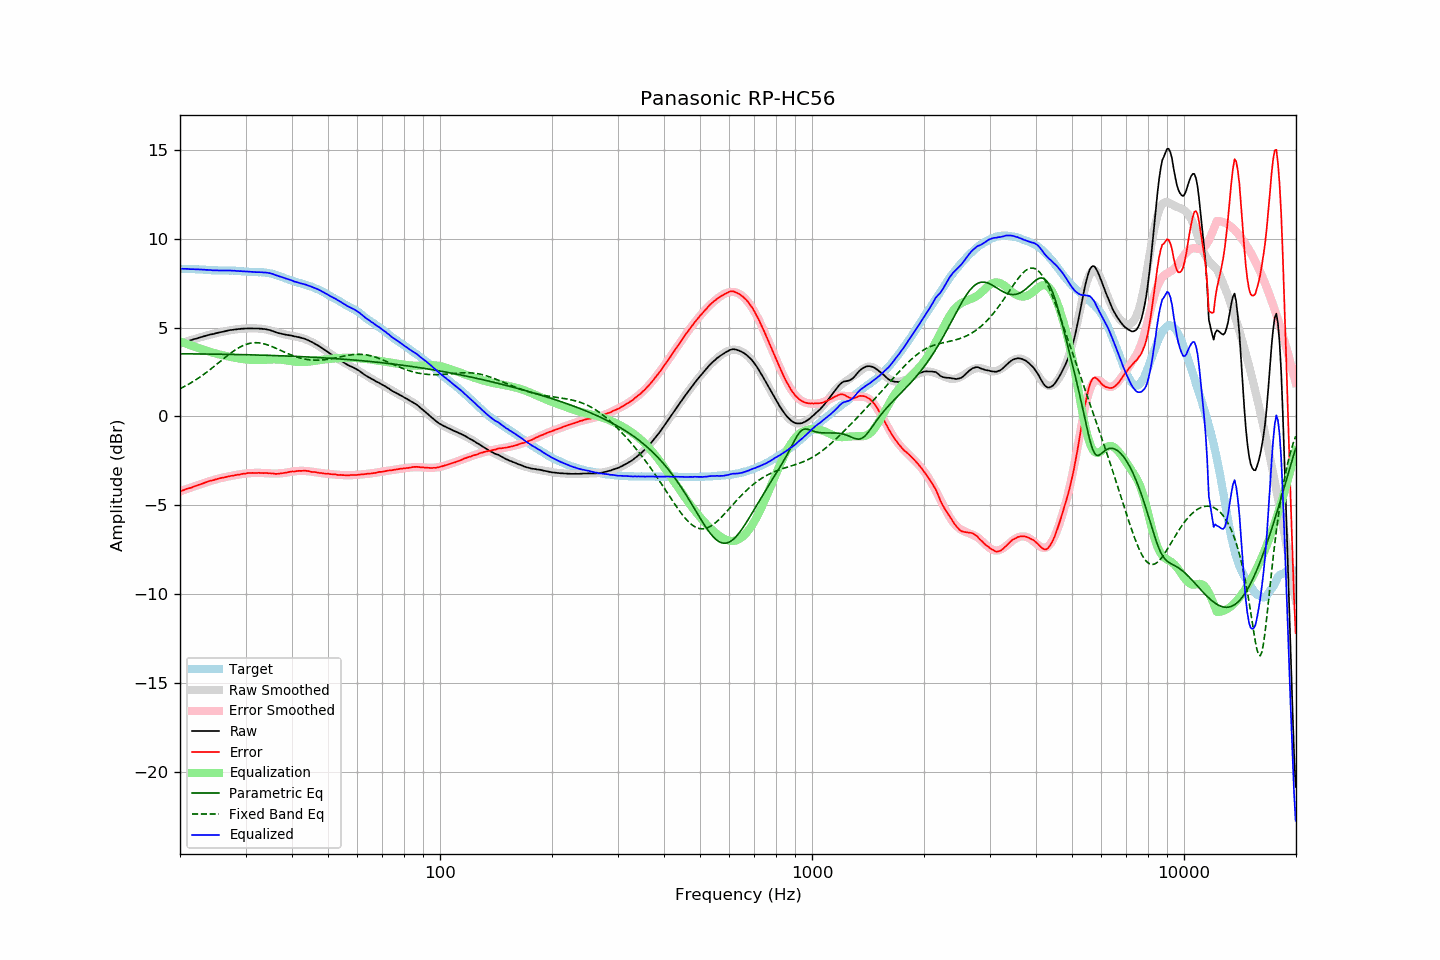 Panasonic RP-HC56
Amplitude (dBr)
15
10
5
0
−5
−10
−15
−20
Target
Raw Smoothed
Error Smoothed
Raw
Error
Equalization
Parametric Eq
Fixed Band Eq
Equalized
100
1000
10000
Frequency (Hz)